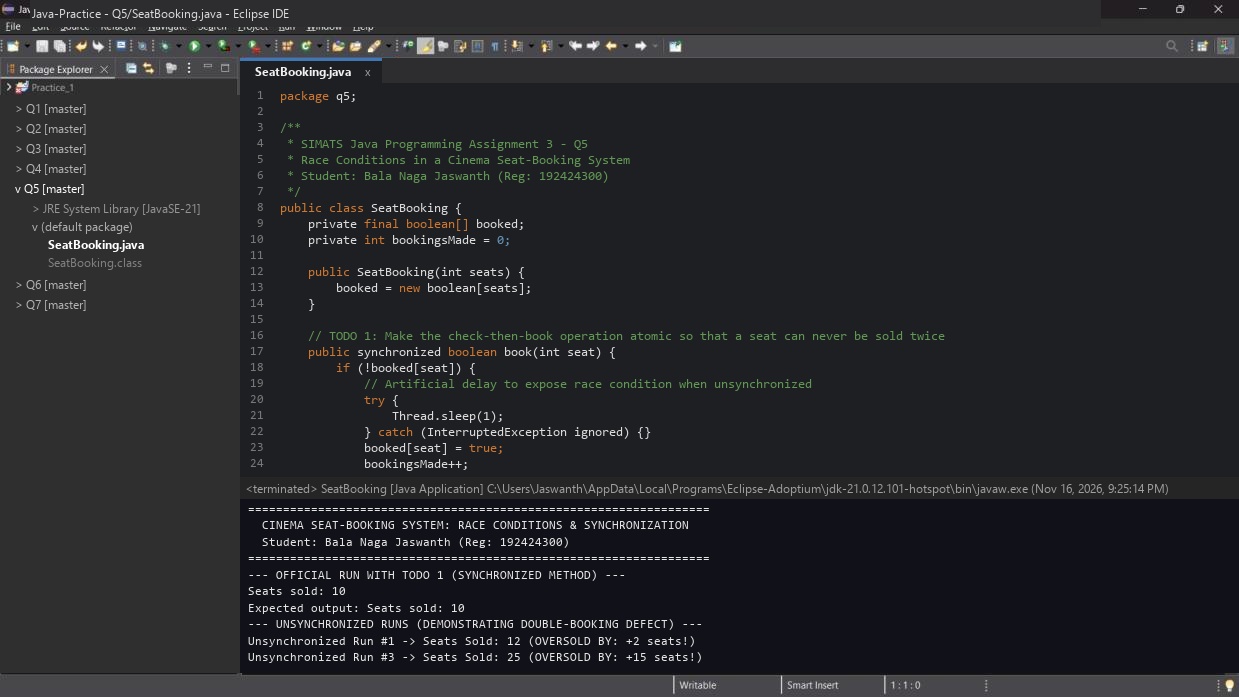 Jav Java-Practice - Q5/SeatBooking.java - Eclipse IDE
File Edit Source Refactor Navigate Search Project Run Window Help
Package Explorer
Practice_1
> Q1 [master]
> Q2 [master]
> Q3 [master]
> Q4 [master]
v Q5 [master]
> JRE System Library [JavaSE-21]
v (default package)
SeatBooking.java
SeatBooking.class
> Q6 [master]
> Q7 [master]
SeatBooking.java x
1 package q5;
2
3 /**
4 * SIMATS Java Programming Assignment 3 - Q5
5 * Race Conditions in a Cinema Seat-Booking System
6 * Student: Bala Naga Jaswanth (Reg: 192424300)
7 */
8 public class SeatBooking {
9 private final boolean[] booked;
10 private int bookingsMade = 0;
11
12 public SeatBooking(int seats) {
13 booked = new boolean[seats];
14 }
15
16 // TODO 1: Make the check-then-book operation atomic so that a seat can never be sold twice
17 public synchronized boolean book(int seat) {
18 if (!booked[seat]) {
19 // Artificial delay to expose race condition when unsynchronized
20 try {
21 Thread.sleep(1);
22 } catch (InterruptedException ignored) {}
23 booked[seat] = true;
24 bookingsMade++;
<terminated> SeatBooking [Java Application] C:\Users\Jaswanth\AppData\Local\Programs\Eclipse-Adoptium\jdk-21.0.12.101-hotspot\bin\javaw.exe (Nov 16, 2026, 9:25:14 PM)
==================================================================
CINEMA SEAT-BOOKING SYSTEM: RACE CONDITIONS & SYNCHRONIZATION
Student: Bala Naga Jaswanth (Reg: 192424300)
==================================================================
--- OFFICIAL RUN WITH TODO 1 (SYNCHRONIZED METHOD) ---
Seats sold: 10
Expected output: Seats sold: 10
--- UNSYNCHRONIZED RUNS (DEMONSTRATING DOUBLE-BOOKING DEFECT) ---
Unsynchronized Run #1 -> Seats Sold: 12 (OVERSOLD BY: +2 seats!)
Unsynchronized Run #3 -> Seats Sold: 25 (OVERSOLD BY: +15 seats!)
Writable Smart Insert 1:1:0